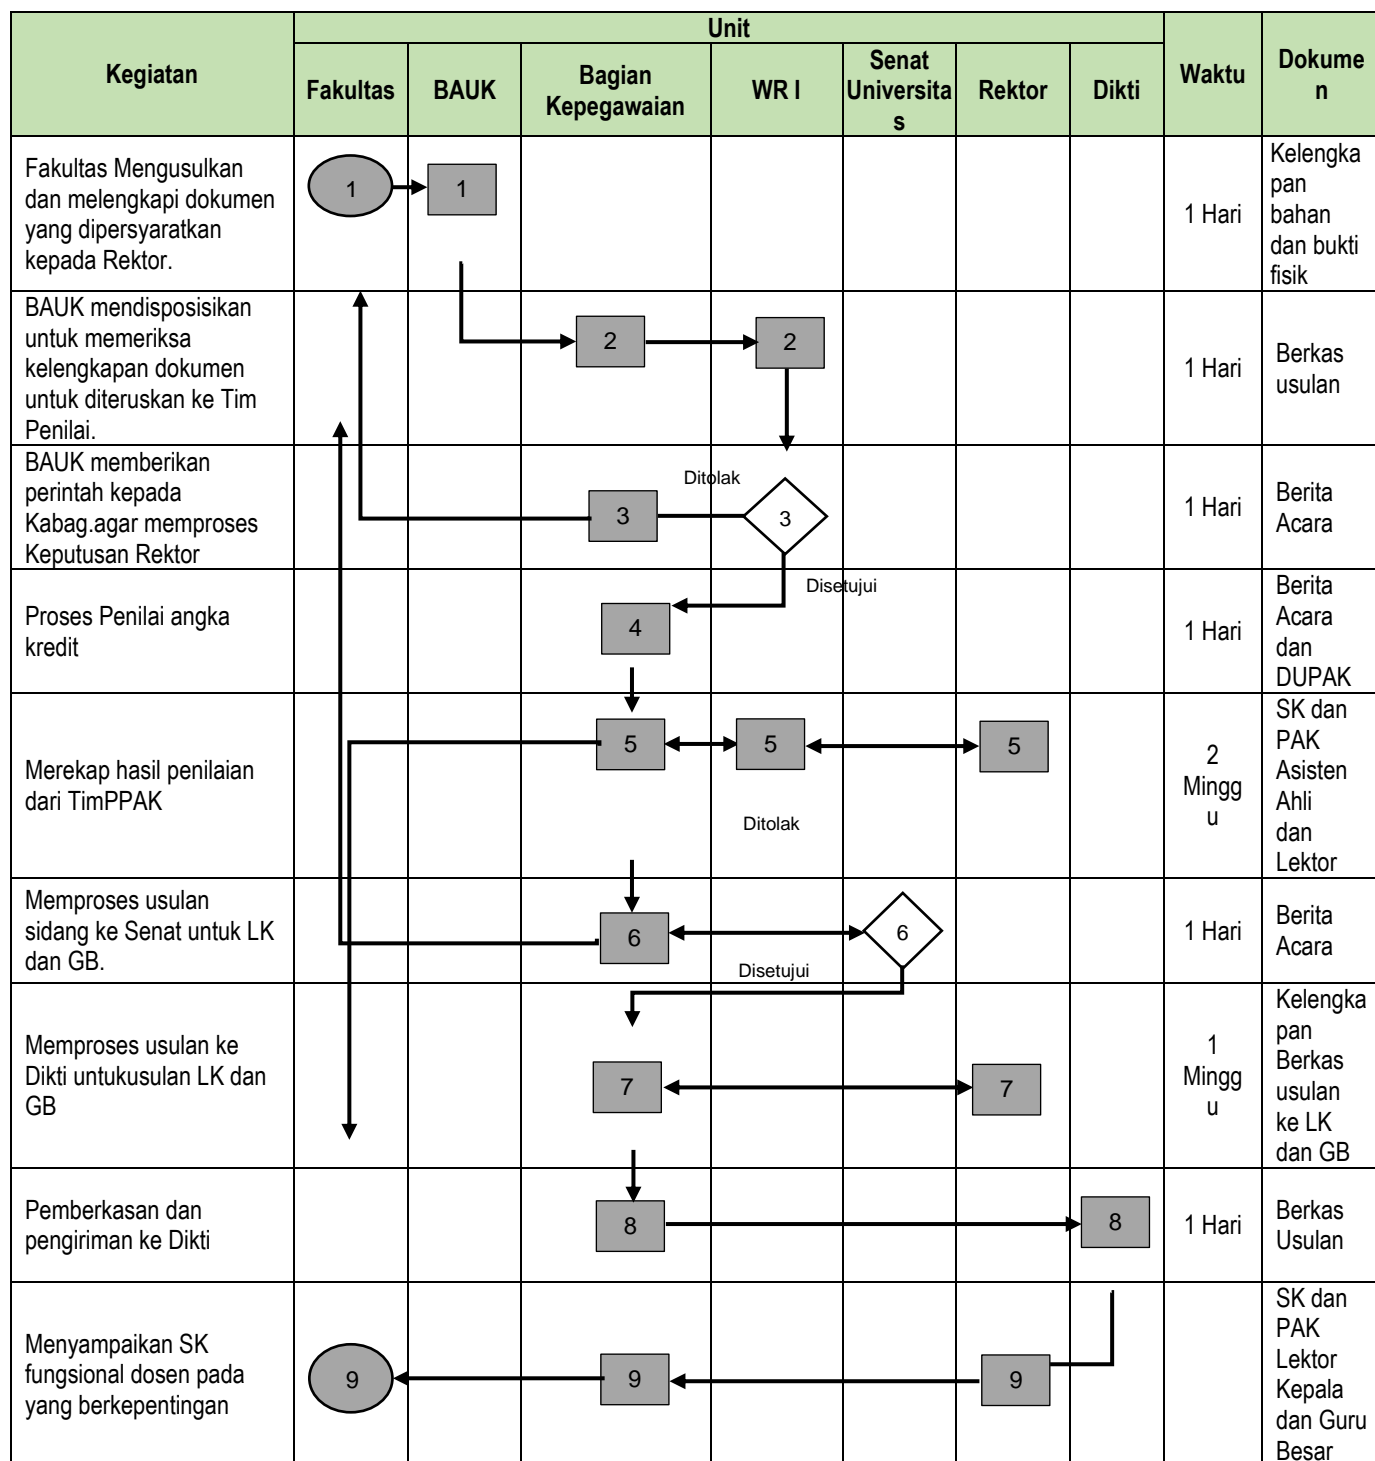 Kegiatan
Unit
Waktu
Dokume
n
Fakultas
BAUK
Bagian
Kepegawaian
WR I
Senat
Universita
s
Rektor
Dikti
Fakultas Mengusulkan
dan melengkapi dokumen
yang dipersyaratkan
kepada Rektor.
1
1
1 Hari
Kelengka
pan
bahan
dan bukti
fisik
BAUK mendisposisikan
untuk memeriksa
kelengkapan dokumen
untuk diteruskan ke Tim
Penilai.
2
2
1 Hari
Berkas
usulan
BAUK memberikan
perintah kepada
Kabag.agar memproses
Keputusan Rektor
3
Ditolak
3
1 Hari
Berita
Acara
Disetujui
Proses Penilai angka
kredit
4
1 Hari
Berita
Acara
dan
DUPAK
Merekap hasil penilaian
dari TimPPAK
5
5
5
Ditolak
2
Mingg
u
SK dan
PAK
Asisten
Ahli
dan
Lektor
Memproses usulan
sidang ke Senat untuk LK
dan GB.
6
6
Disetujui
1 Hari
Berita
Acara
Memproses usulan ke
Dikti untukusulan LK dan
GB
7
7
1
Mingg
u
Kelengka
pan
Berkas
usulan
ke LK
dan GB
Pemberkasan dan
pengiriman ke Dikti
8
8
1 Hari
Berkas
Usulan
Menyampaikan SK
fungsional dosen pada
yang berkepentingan
9
9
9
SK dan
PAK
Lektor
Kepala
dan Guru
Besar